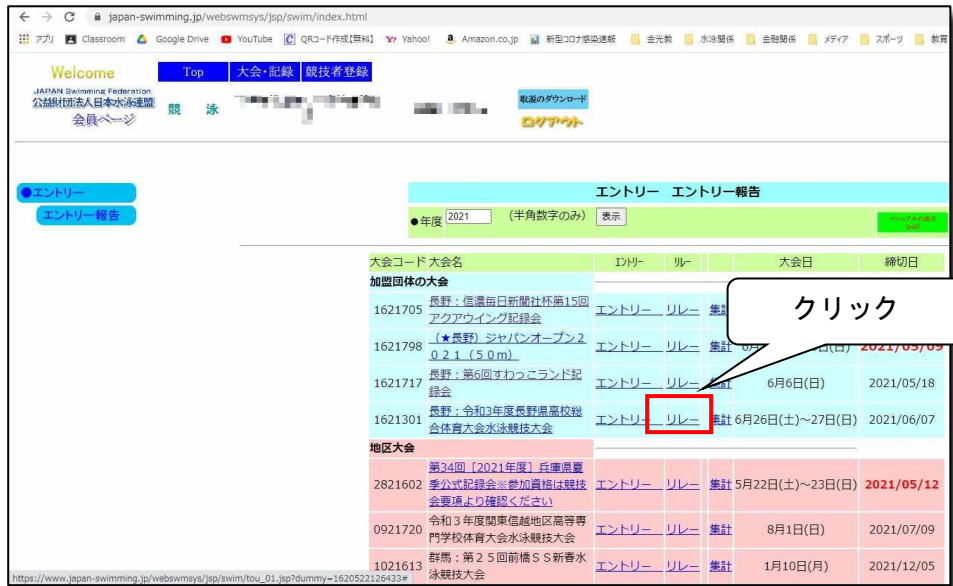 japan-swimming.jp/webswmsys/jp/swim/index.html
アプリ Classroom Google Drive YouTube QRコード作成【無料】 Yahoo! Amazon.co.jp 新型コロナ感染速報 金光教 水泳関係 金融関係 メディア スポーツ 教育
Welcome Top 大会・記録 競技者登録
JAPAN Swimming Federation
公益財団法人日本水泳連盟
会員ページ
競 泳
取説のダウンロード
ログアウト
●エントリー
エントリー報告
エントリー エントリー報告
●年度 2021 (半角数字のみ) 表示
大会コード 大会名 エントリー リレー 大会日 締切日
加盟団体の大会
1621705 長野：信濃毎日新聞社杯第15回
アクアウイング記録会
エントリー リレー
クリック
1621798 （★長野）ジャパンオープン２
０２１（５０m）
エントリー リレー 集計 2021/05/09
1621717 長野：第6回すわっこランド記
録会
エントリー リレー 集計 6月6日(日) 2021/05/18
1621301 長野：令和3年度長野県高校総
合体育大会水泳競技大会
エントリー リレー 集計 6月26日(土)～27日(日) 2021/06/07
地区大会
2821602 第34回［2021年度］兵庫県夏
季公式記録会※参加資格は競技
会要項より確認ください
エントリー リレー 集計 5月22日(土)～23日(日) 2021/05/12
0921720 令和３年度関東信越地区高等専
門学校体育大会水泳競技大会
エントリー リレー 集計 8月1日(日) 2021/07/09
1021613 群馬：第２５回前橋ＳＳ新春水
泳競技大会
エントリー リレー 集計 1月10日(月) 2021/12/05
https://www.japan-swimming.jp/webswmsys/jp/swim/tou_01.jsp?dummy=1620522126433#